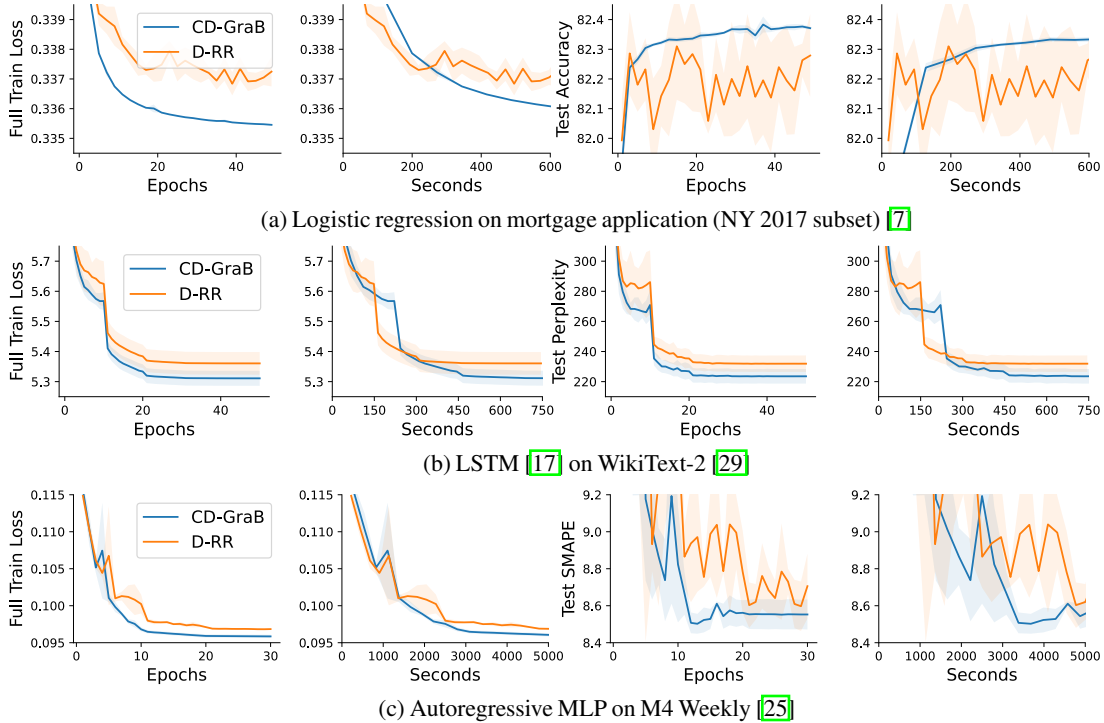 Full Train Loss
0.339
0.338
0.337
0.336
0.335
CD-GraB
D-RR
0 20 40
Epochs
0.339
0.338
0.337
0.336
0.335
0 200 400 600
Seconds
Test Accuracy
82.4
82.3
82.2
82.1
82.0
0 20 40
Epochs
82.4
82.3
82.2
82.1
82.0
0 200 400 600
Seconds
(a) Logistic regression on mortgage application (NY 2017 subset) [7]
Full Train Loss
5.7
5.6
5.5
5.4
5.3
CD-GraB
D-RR
0 20 40
Epochs
5.7
5.6
5.5
5.4
5.3
0 150 300 450 600 750
Seconds
Test Perplexity
300
280
260
240
220
0 20 40
Epochs
300
280
260
240
220
0 150 300 450 600 750
Seconds
(b) LSTM [17] on WikiText-2 [29]
Full Train Loss
0.115
0.110
0.105
0.100
0.095
CD-GraB
D-RR
0 10 20 30
Epochs
0.115
0.110
0.105
0.100
0.095
0 1000 2000 3000 4000 5000
Seconds
Test SMAPE
9.2
9.0
8.8
8.6
8.4
0 10 20 30
Epochs
9.2
9.0
8.8
8.6
8.4
0 1000 2000 3000 4000 5000
Seconds
(c) Autoregressive MLP on M4 Weekly [25]